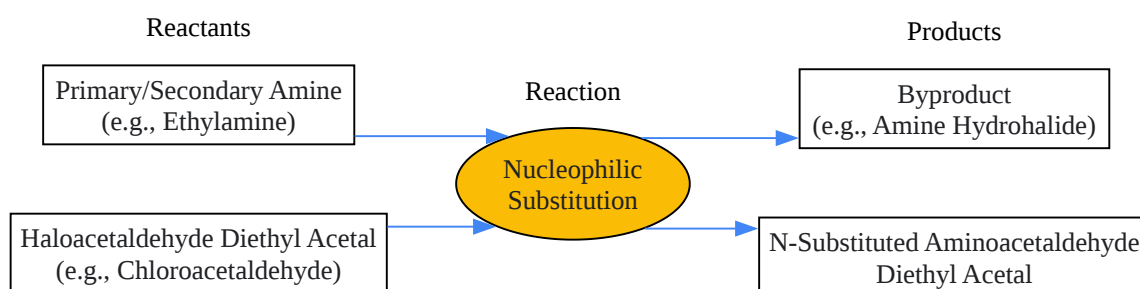 Reactants
Primary/Secondary Amine
(e.g., Ethylamine)
Haloacetaldehyde Diethyl Acetal
(e.g., Chloroacetaldehyde)
Reaction
Nucleophilic
Substitution
Products
Byproduct
(e.g., Amine Hydrohalide)
N-Substituted Aminoacetaldehyde
Diethyl Acetal